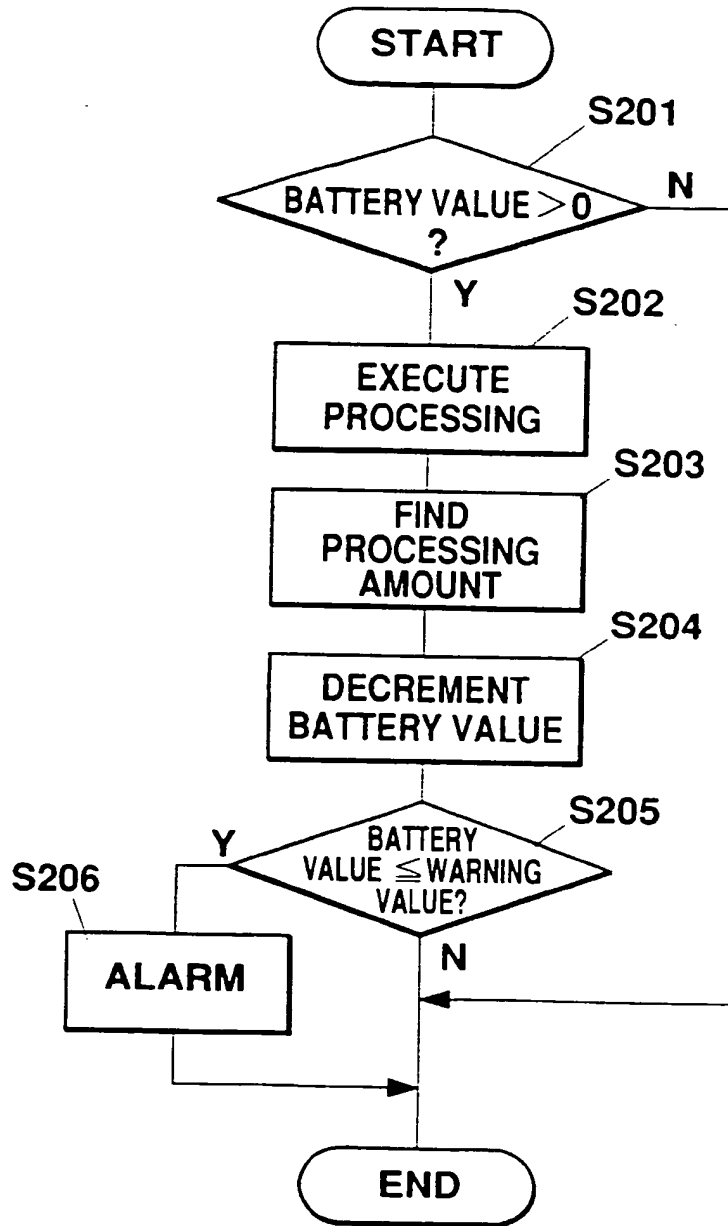 START
S201
BATTERY VALUE >0
?
N
Y
S202
EXECUTE
PROCESSING
S203
FIND
PROCESSING
AMOUNT
S204
DECREMENT
BATTERY VALUE
S205
BATTERY
VALUE ≦ WARNING
VALUE?
Y
N
S206
ALARM
END